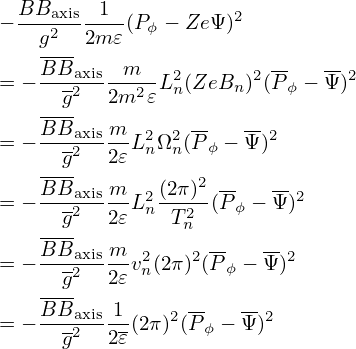 $-\frac{BB_{\text{axis}}}{g^2}\frac{1}{2m\varepsilon}(P_\phi - Ze\Psi)^2$
$= -\frac{\overline{B}\overline{B}_{\text{axis}}}{\overline{g}^2}\frac{m}{2m^2\varepsilon}L_n^2(ZeB_n)^2(\overline{P}_\phi - \overline{\Psi})^2$
$= -\frac{\overline{B}\overline{B}_{\text{axis}}}{\overline{g}^2}\frac{m}{2\varepsilon}L_n^2\Omega_n^2(\overline{P}_\phi - \overline{\Psi})^2$
$= -\frac{\overline{B}\overline{B}_{\text{axis}}}{\overline{g}^2}\frac{m}{2\varepsilon}L_n^2\frac{(2\pi)^2}{T_n^2}(\overline{P}_\phi - \overline{\Psi})^2$
$= -\frac{\overline{B}\overline{B}_{\text{axis}}}{\overline{g}^2}\frac{m}{2\varepsilon}v_n^2(2\pi)^2(\overline{P}_\phi - \overline{\Psi})^2$
$= -\frac{\overline{B}\overline{B}_{\text{axis}}}{\overline{g}^2}\frac{1}{2\overline{\varepsilon}}(2\pi)^2(\overline{P}_\phi - \overline{\Psi})^2$